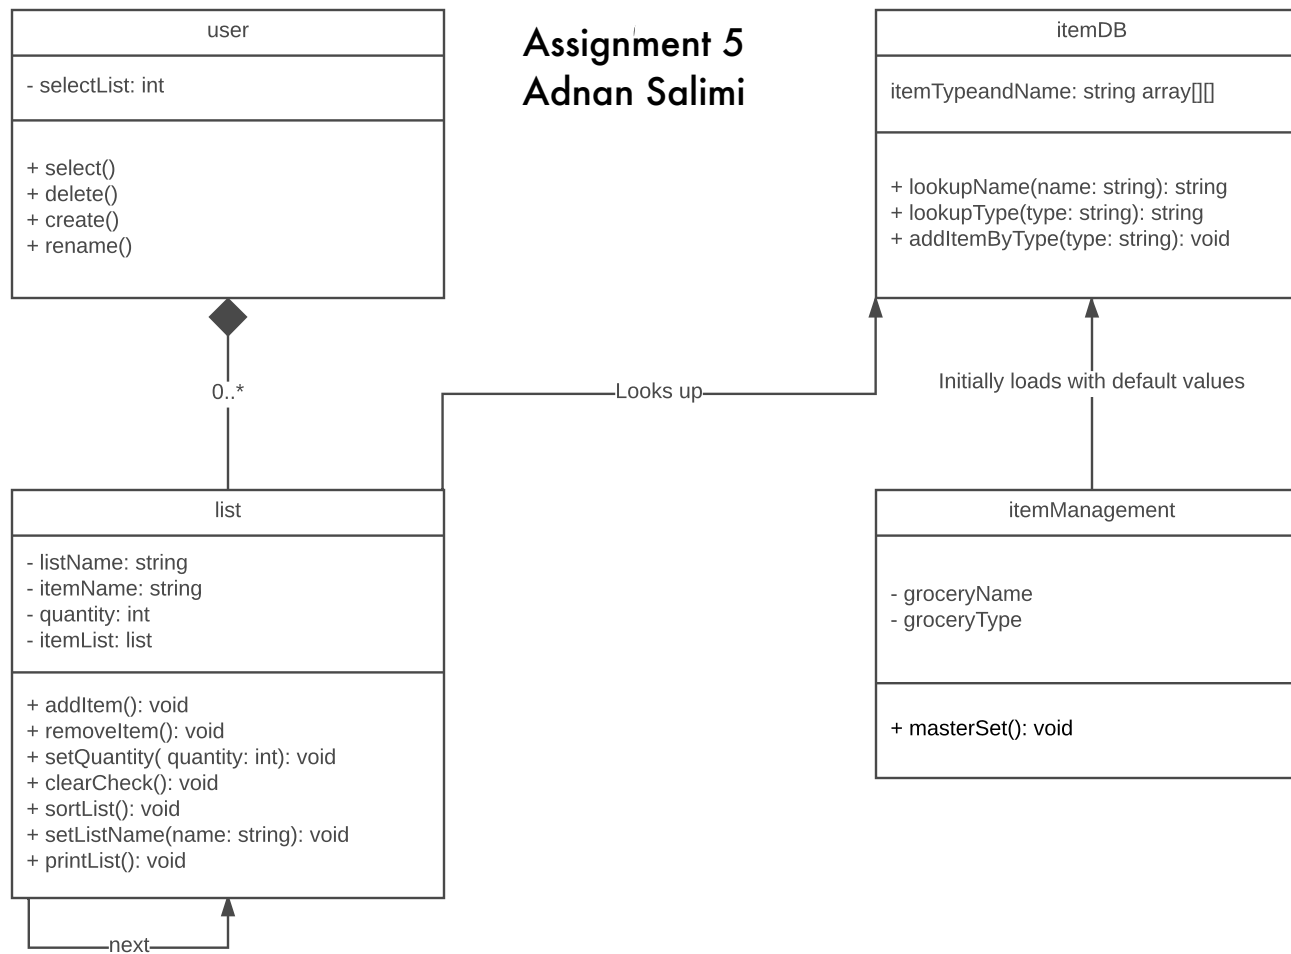 user
- selectList: int
+ select()
+ delete()
+ create()
+ rename()
Assignment 5
Adnan Salimi
itemDB
itemTypeandName: string array[][]
+ lookupName(name: string): string
+ lookupType(type: string): string
+ addItemByType(type: string): void
0..*
Looks up
Initially loads with default values
list
- listName: string
- itemName: string
- quantity: int
- itemList: list
+ addItem(): void
+ removeItem(): void
+ setQuantity( quantity: int): void
+ clearCheck(): void
+ sortList(): void
+ setListName(name: string): void
+ printList(): void
next
itemManagement
- groceryName
- groceryType
+ masterSet(): void